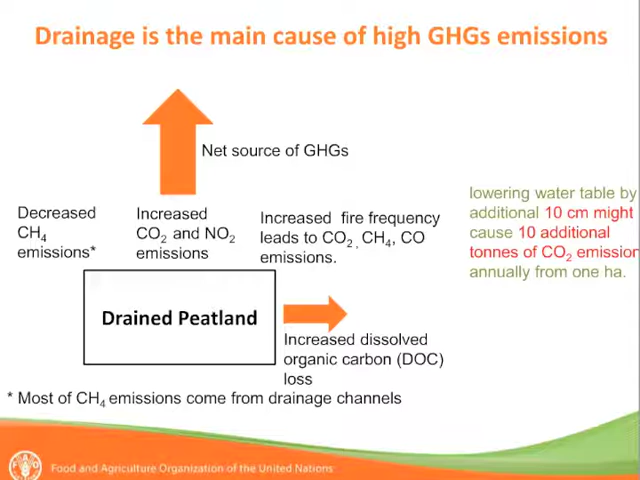 Drainage is the main cause of high GHGs emissions
Net source of GHGs
Decreased
CH4
emissions*
Increased
CO2 and NO2
emissions
Increased fire frequency
leads to CO2 , CH4, CO
emissions.
lowering water table by
additional 10 cm might
cause 10 additional
tonnes of CO2 emission
annually from one ha.
Drained Peatland
Increased dissolved
organic carbon (DOC)
loss
* Most of CH4 emissions come from drainage channels
Food and Agriculture Organization of the United Nations